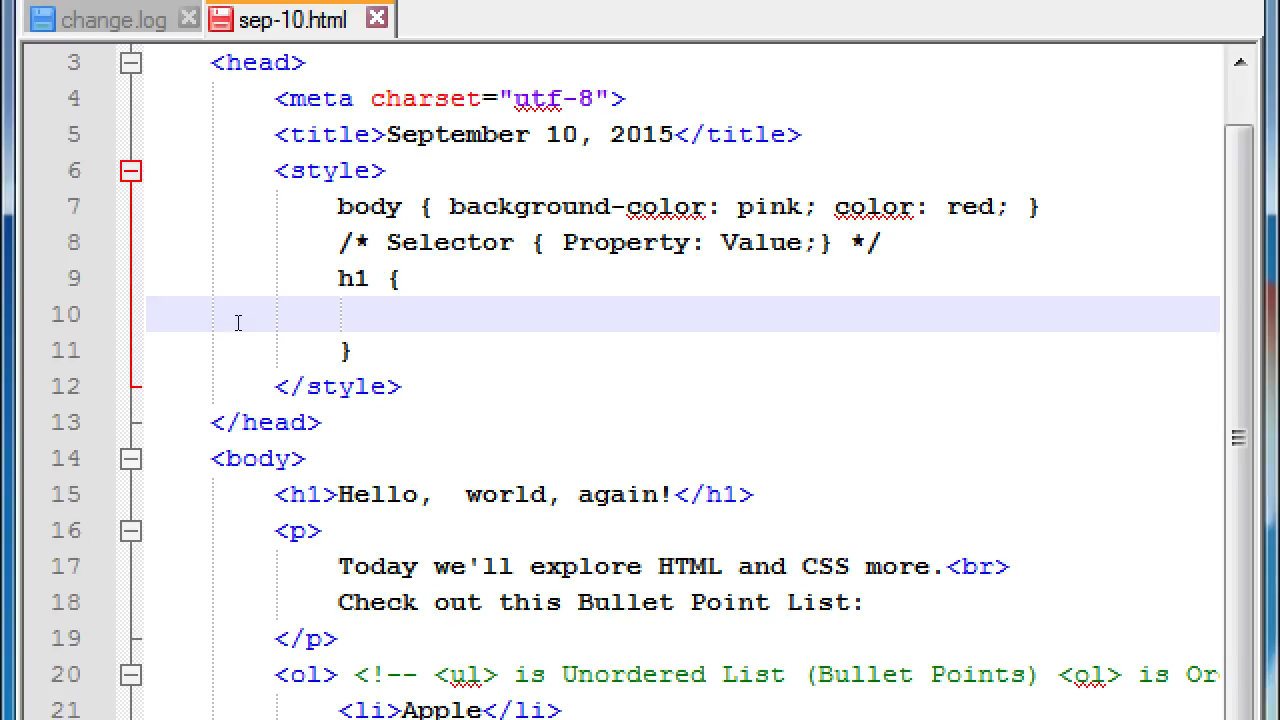 change.log sep-10.html
3 <head>
4 <meta charset="utf-8">
5 <title>September 10, 2015</title>
6 <style>
7 body { background-color: pink; color: red; }
8 /* Selector { Property: Value;} */
9 h1 {
10
11 }
12 </style>
13 </head>
14 <body>
15 <h1>Hello,  world, again!</h1>
16 <p>
17 Today we'll explore HTML and CSS more.<br>
18 Check out this Bullet Point List:
19 </p>
20 <ol> <!-- <ul> is Unordered List (Bullet Points) <ol> is Or
21 <li>Apple</li>